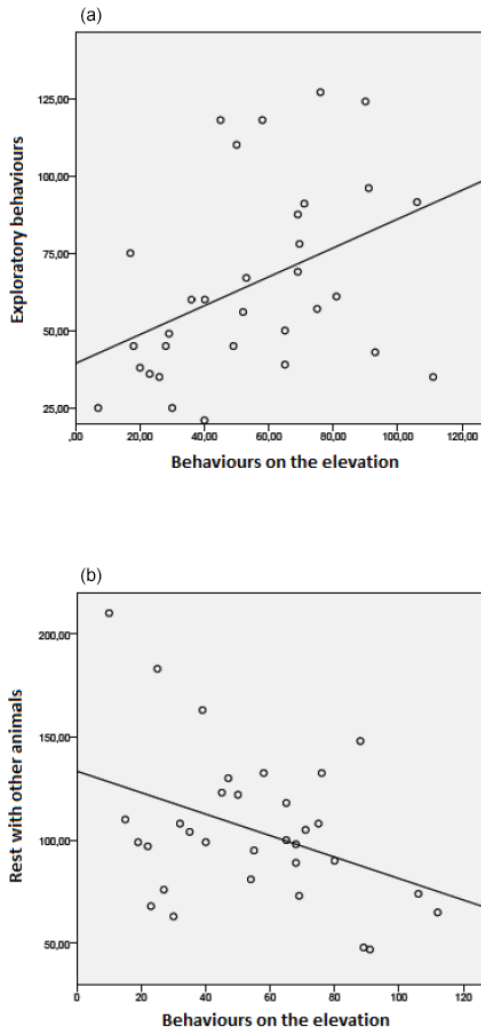 (a)
Exploratory behaviours
125,00
100,00
75,00
50,00
25,00
,00 20,00 40,00 60,00 80,00 100,00 120,00
Behaviours on the elevation
(b)
Rest with other animals
200,00
150,00
100,00
50,00
0 20 40 60 80 100 120
Behaviours on the elevation